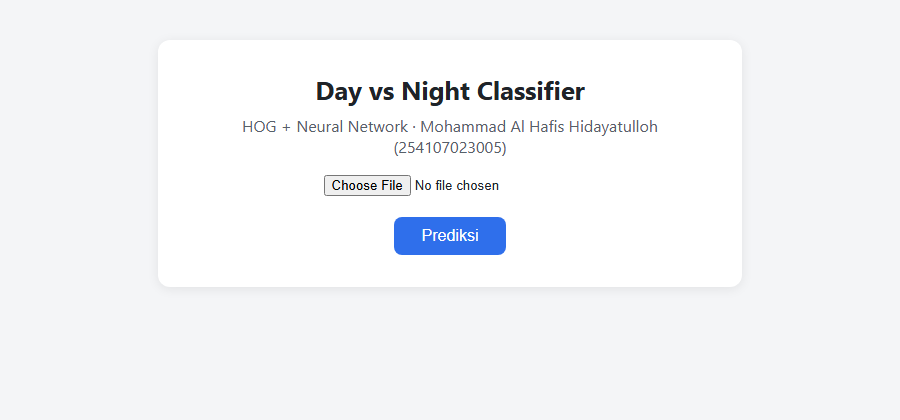 Day vs Night Classifier
HOG + Neural Network · Mohammad Al Hafis Hidayatulloh
(254107023005)
Choose File No file chosen
Prediksi